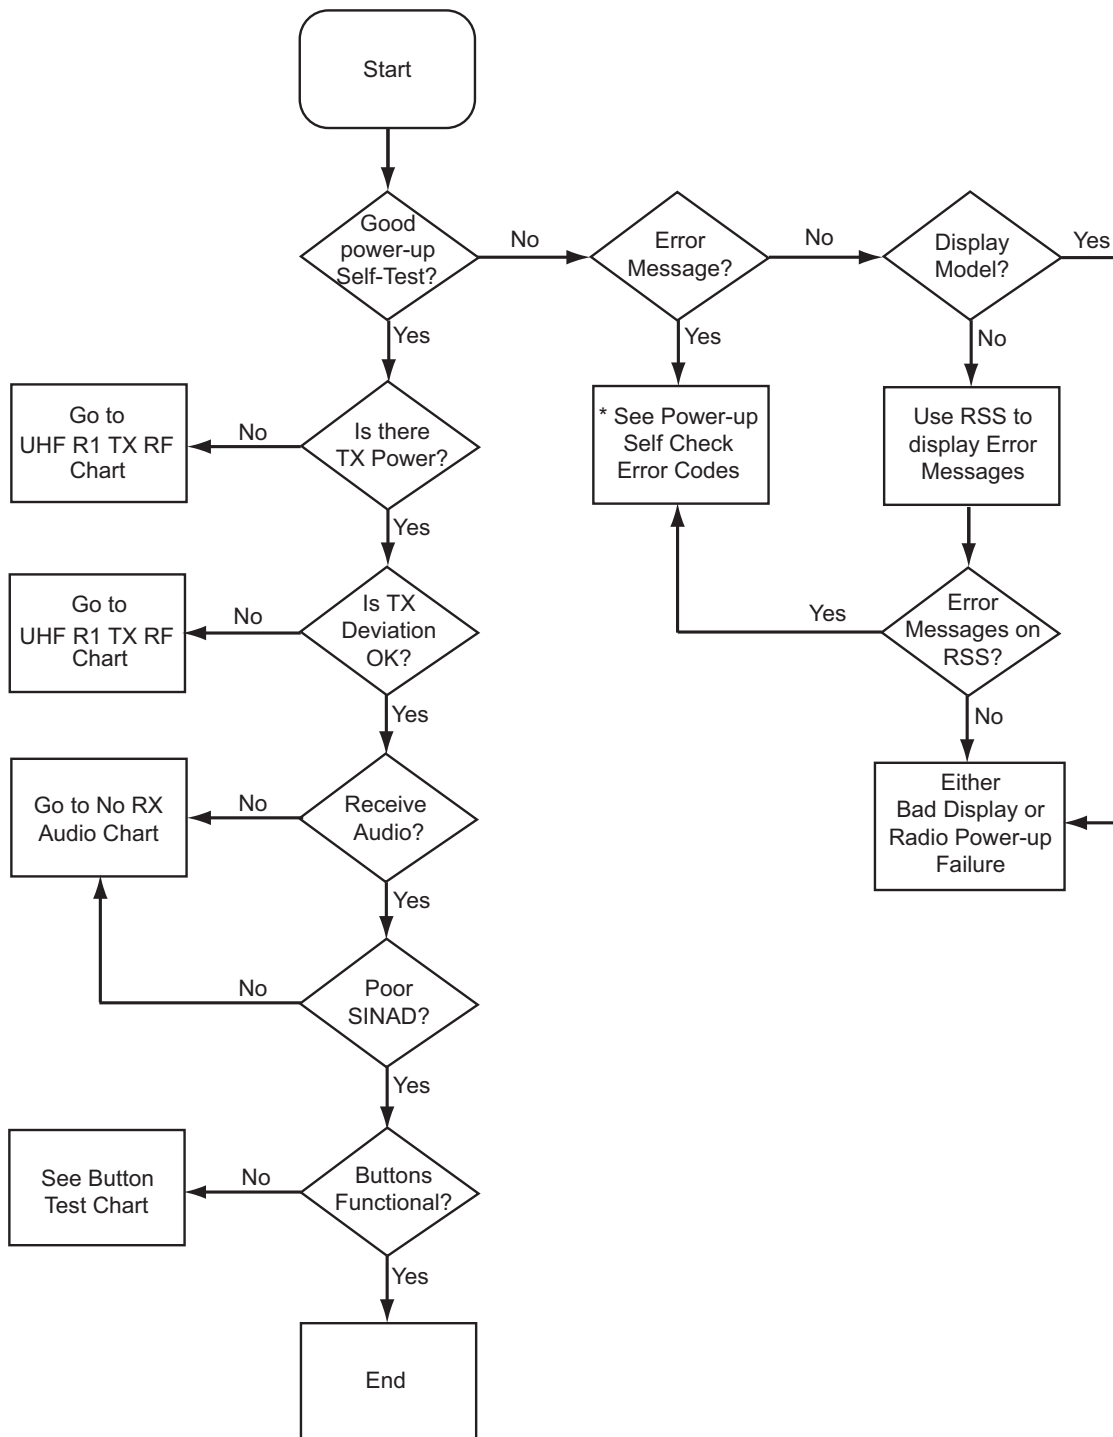 Start
Good
power-up
Self-Test?
No
Error
Message?
No
Display
Model?
Yes
Yes
Yes
No
Go to
UHF R1 TX RF
Chart
No
Is there
TX Power?
* See Power-up
Self Check
Error Codes
Use RSS to
display Error
Messages
Yes
Go to
UHF R1 TX RF
Chart
No
Is TX
Deviation
OK?
Yes
Error
Messages on
RSS?
Yes
No
Go to No RX
Audio Chart
No
Receive
Audio?
Either
Bad Display or
Radio Power-up
Failure
Yes
No
Poor
SINAD?
Yes
See Button
Test Chart
No
Buttons
Functional?
Yes
End